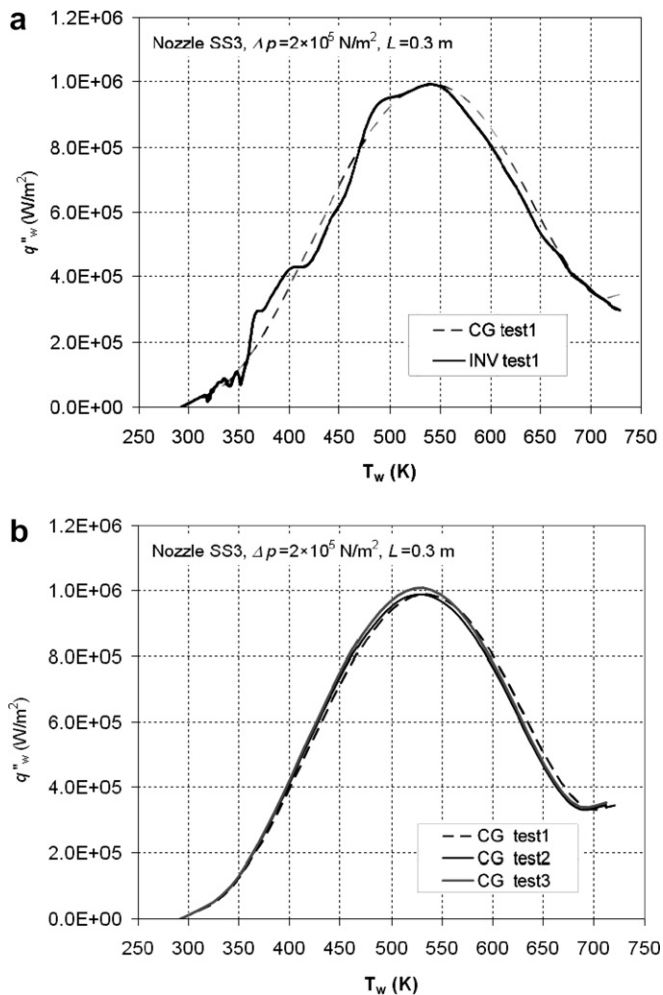 a
Nozzle SS3, Δp=2×10⁵ N/m², L=0.3 m
1.2E+06
1.0E+06
8.0E+05
6.0E+05
4.0E+05
2.0E+05
0.0E+00
q"w (W/m²)
CG test1
INV test1
250 300 350 400 450 500 550 600 650 700 750
Tw (K)
b
Nozzle SS3, Δp=2×10⁵ N/m², L=0.3 m
1.2E+06
1.0E+06
8.0E+05
6.0E+05
4.0E+05
2.0E+05
0.0E+00
q"w (W/m²)
CG test1
CG test2
CG test3
250 300 350 400 450 500 550 600 650 700 750
Tw (K)